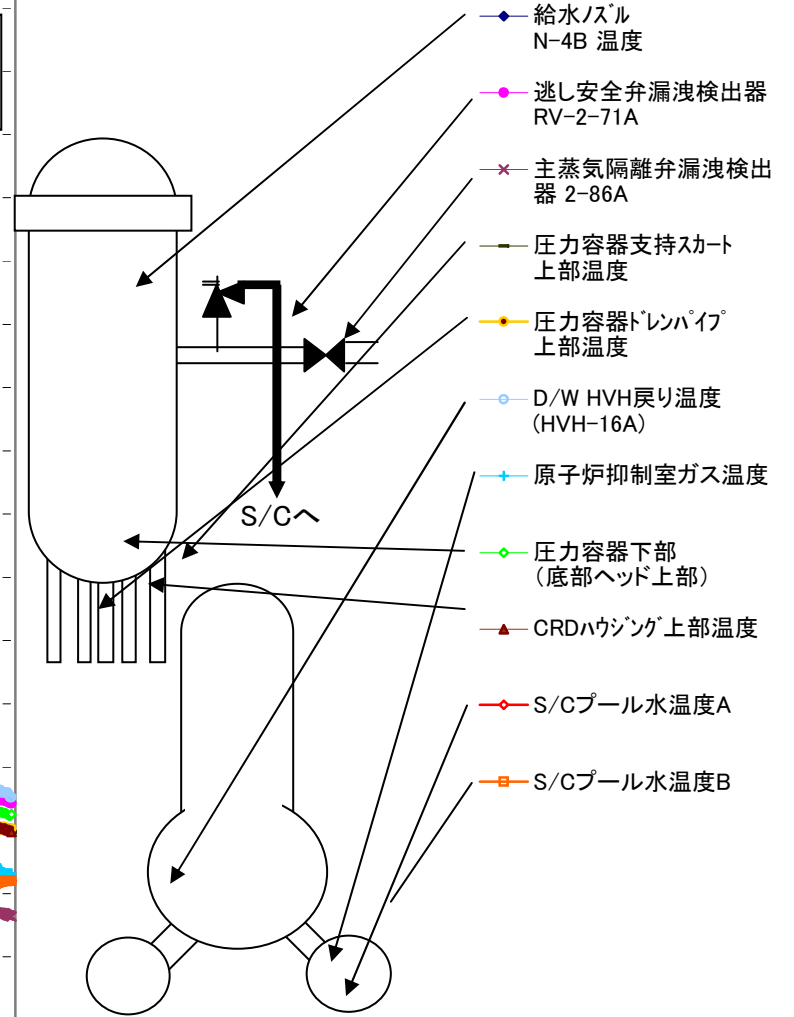 給水ノズル
N-4B 温度
逃し安全弁漏洩検出器
RV-2-71A
主蒸気隔離弁漏洩検出
器 2-86A
圧力容器支持スカート
上部温度
圧力容器ドレンパイプ
上部温度
D/W HVH戻り温度
(HVH-16A)
原子炉抑制室ガス温度
S/Cへ
圧力容器下部
（底部ヘッド上部）
CRDハウジング上部温度
S/Cプール水温度A
S/Cプール水温度B